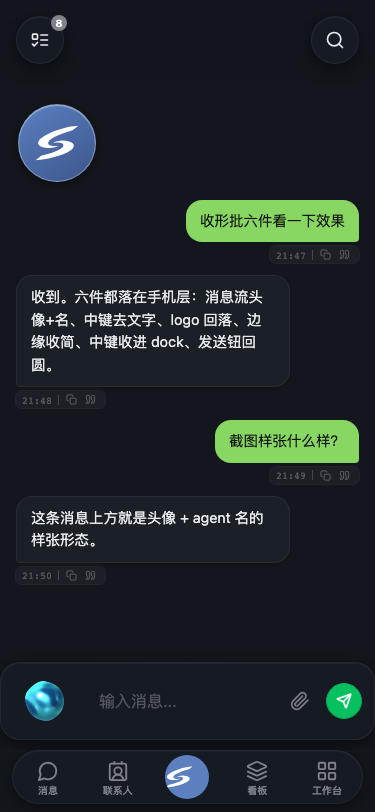 8
收形批六件看一下效果
21:47
收到。六件都落在手机层：消息流头
像+名、中键去文字、logo 回落、边
缘收简、中键收进 dock、发送钮回
圆。
21:48
截图样张什么样？
21:49
这条消息上方就是头像 + agent 名的
样张形态。
21:50
输入消息...
消息
联系人
看板
工作台